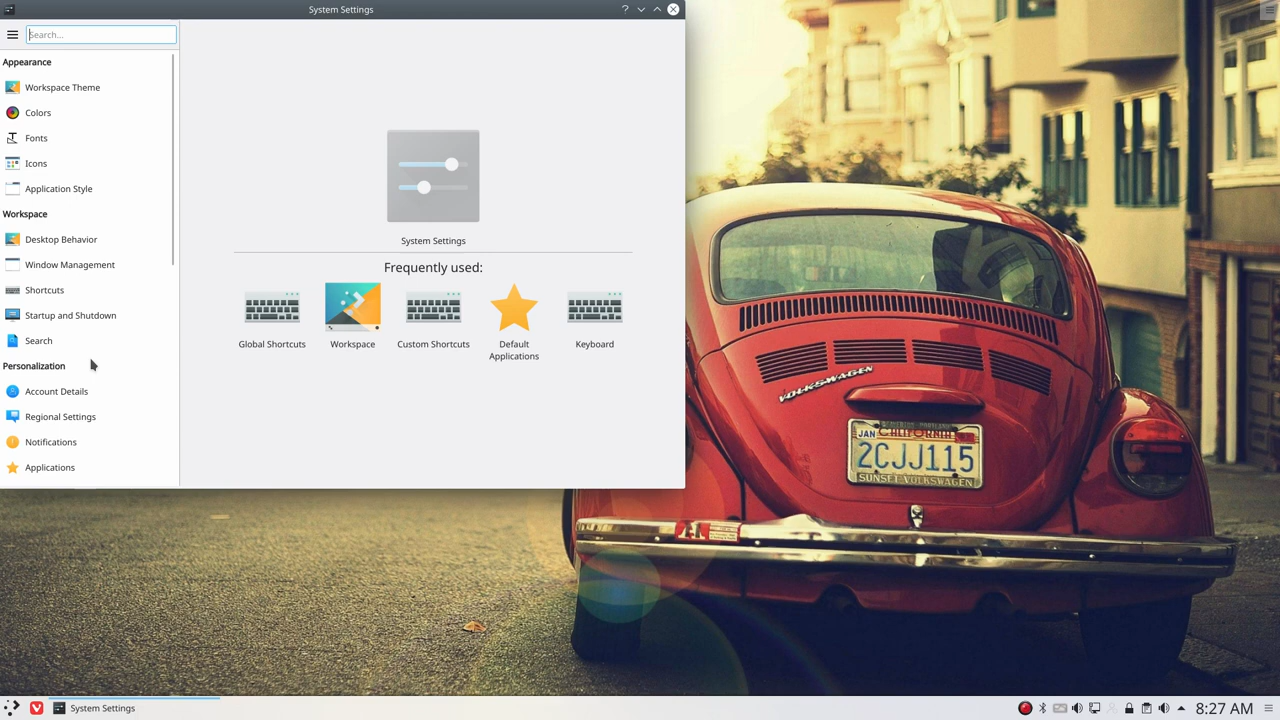 System Settings
Search...
Appearance
Workspace Theme
Colors
Fonts
Icons
Application Style
Workspace
Desktop Behavior
Window Management
Shortcuts
Startup and Shutdown
Search
Personalization
Account Details
Regional Settings
Notifications
Applications
System Settings
Frequently used:
Global Shortcuts
Workspace
Custom Shortcuts
Default
Applications
Keyboard
VOLKSWAGEN
JAN
CALIFORNIA
2CJJ115
SUNSET VOLKSWAGEN
System Settings
8:27 AM